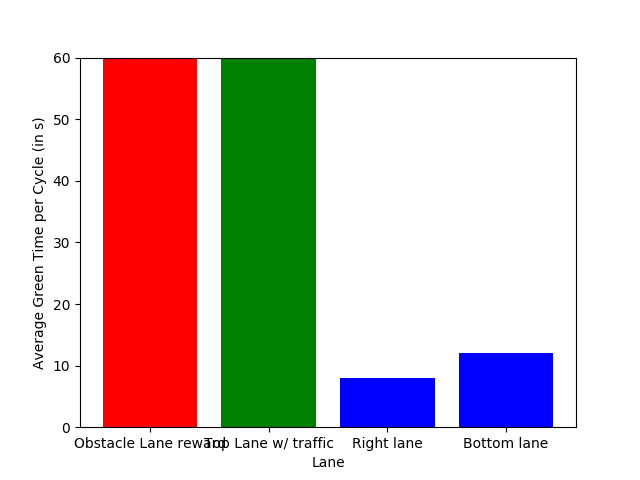 60
50
40
30
20
10
0
Average Green Time per Cycle (in s)
Obstacle Lane reward Top Lane w/ traffic Right lane Bottom lane
Lane